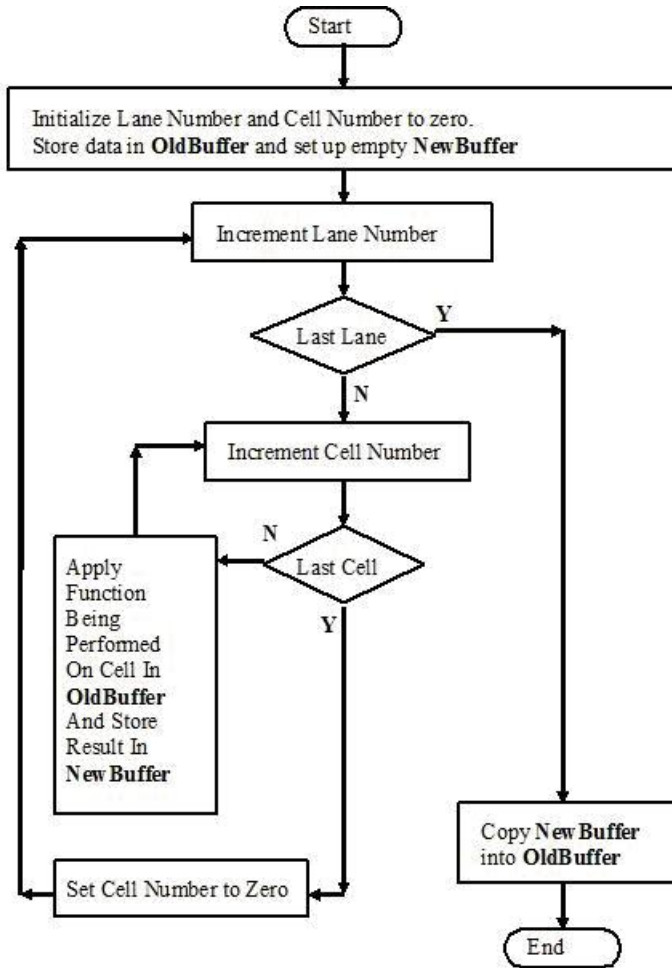 Start
Initialize Lane Number and Cell Number to zero.
Store data in OldBuffer and set up empty NewBuffer
Increment Lane Number
Last Lane
Y
N
Increment Cell Number
Last Cell
N
Y
Apply
Function
Being
Performed
On Cell In
OldBuffer
And Store
Result In
NewBuffer
Set Cell Number to Zero
Copy NewBuffer
into OldBuffer
End